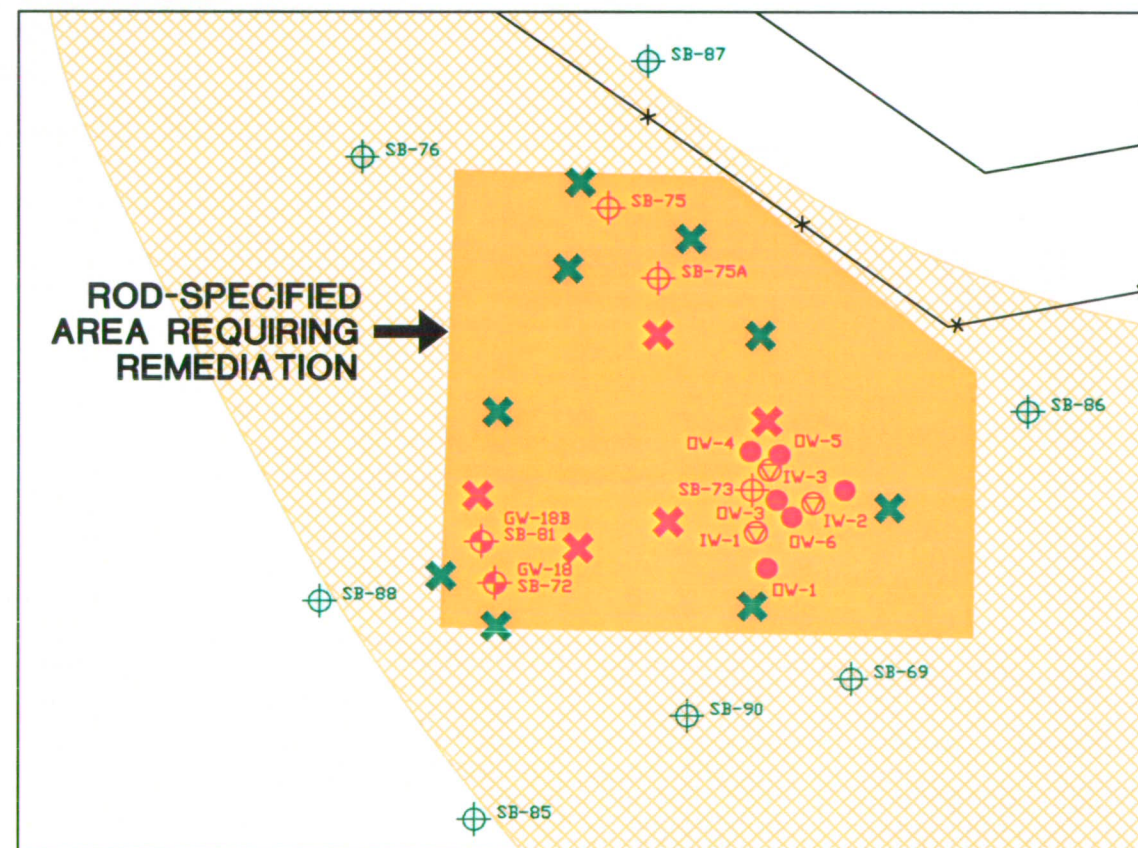 SB-87
SB-76
SB-75
SB-75A
ROD-SPECIFIED
AREA REQUIRING
REMEDIATION
SB-86
OW-4
OW-5
IW-3
SB-73
GW-18B
SB-81
OW-3
IW-2
IW-1
OW-6
GW-18
SB-72
OW-1
SB-88
SB-69
SB-90
SB-85